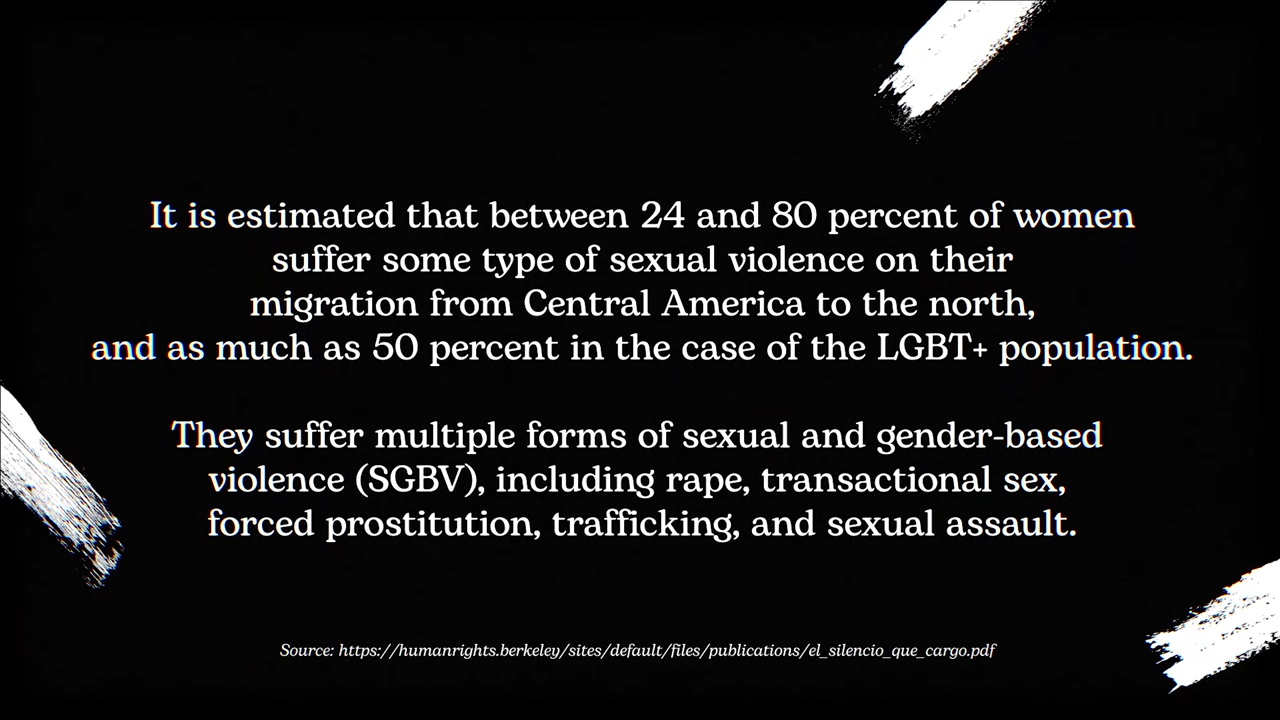 It is estimated that between 24 and 80 percent of women
suffer some type of sexual violence on their
migration from Central America to the north,
and as much as 50 percent in the case of the LGBT+ population.
They suffer multiple forms of sexual and gender-based
violence (SGBV), including rape, transactional sex,
forced prostitution, trafficking, and sexual assault.
Source: https://humanrights.berkeley/sites/default/files/publications/el_silencio_que_cargo.pdf